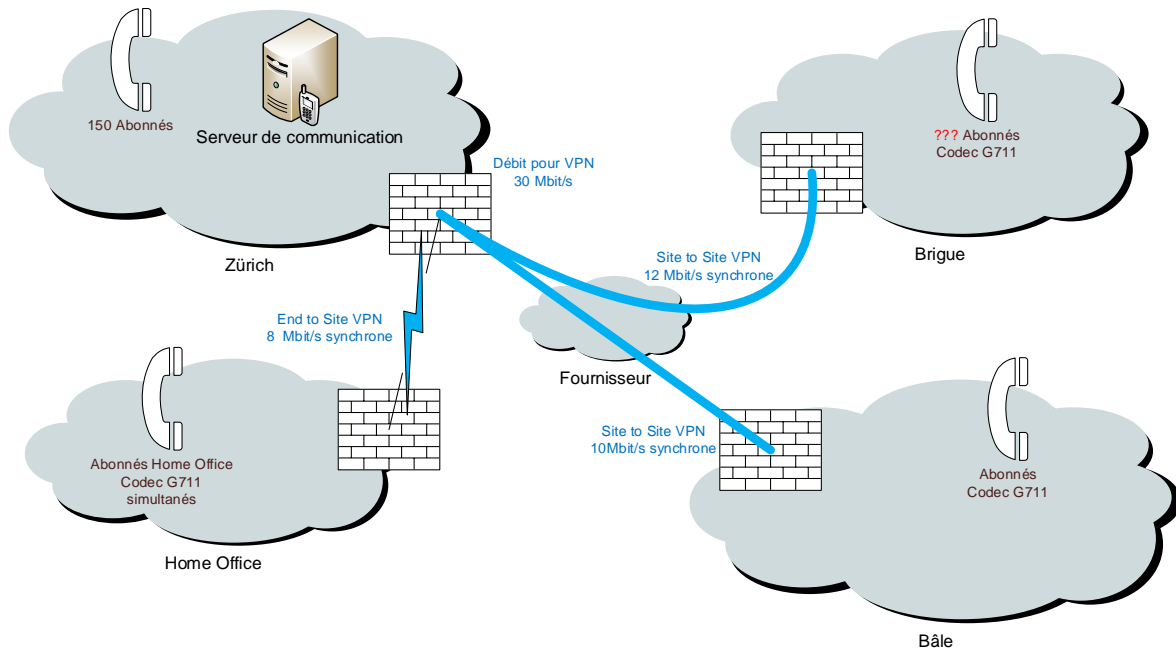 150 Abonnés
Serveur de communication
Débit pour VPN
30 Mbit/s
Zürich
??? Abonnés
Codec G711
Brigue
Site to Site VPN
12 Mbit/s synchrone
End to Site VPN
8 Mbit/s synchrone
Fournisseur
Abonnés Home Office
Codec G711
simultanés
Home Office
Site to Site VPN
10Mbit/s synchrone
Abonnés
Codec G711
Bâle